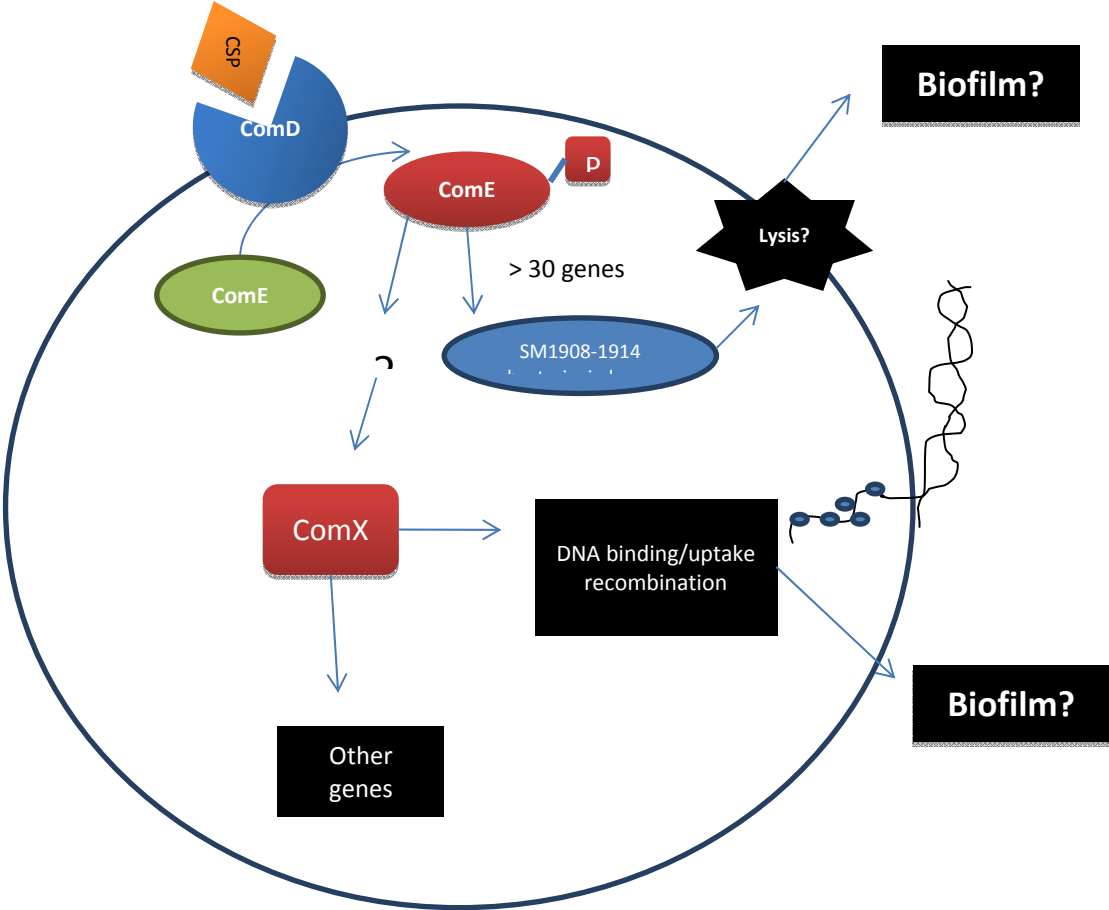 CSP
Biofilm?
ComD
P
ComE
Lysis?
> 30 genes
ComE
SM1908-1914
?
ComX
DNA binding/uptake
recombination
Biofilm?
Other
genes